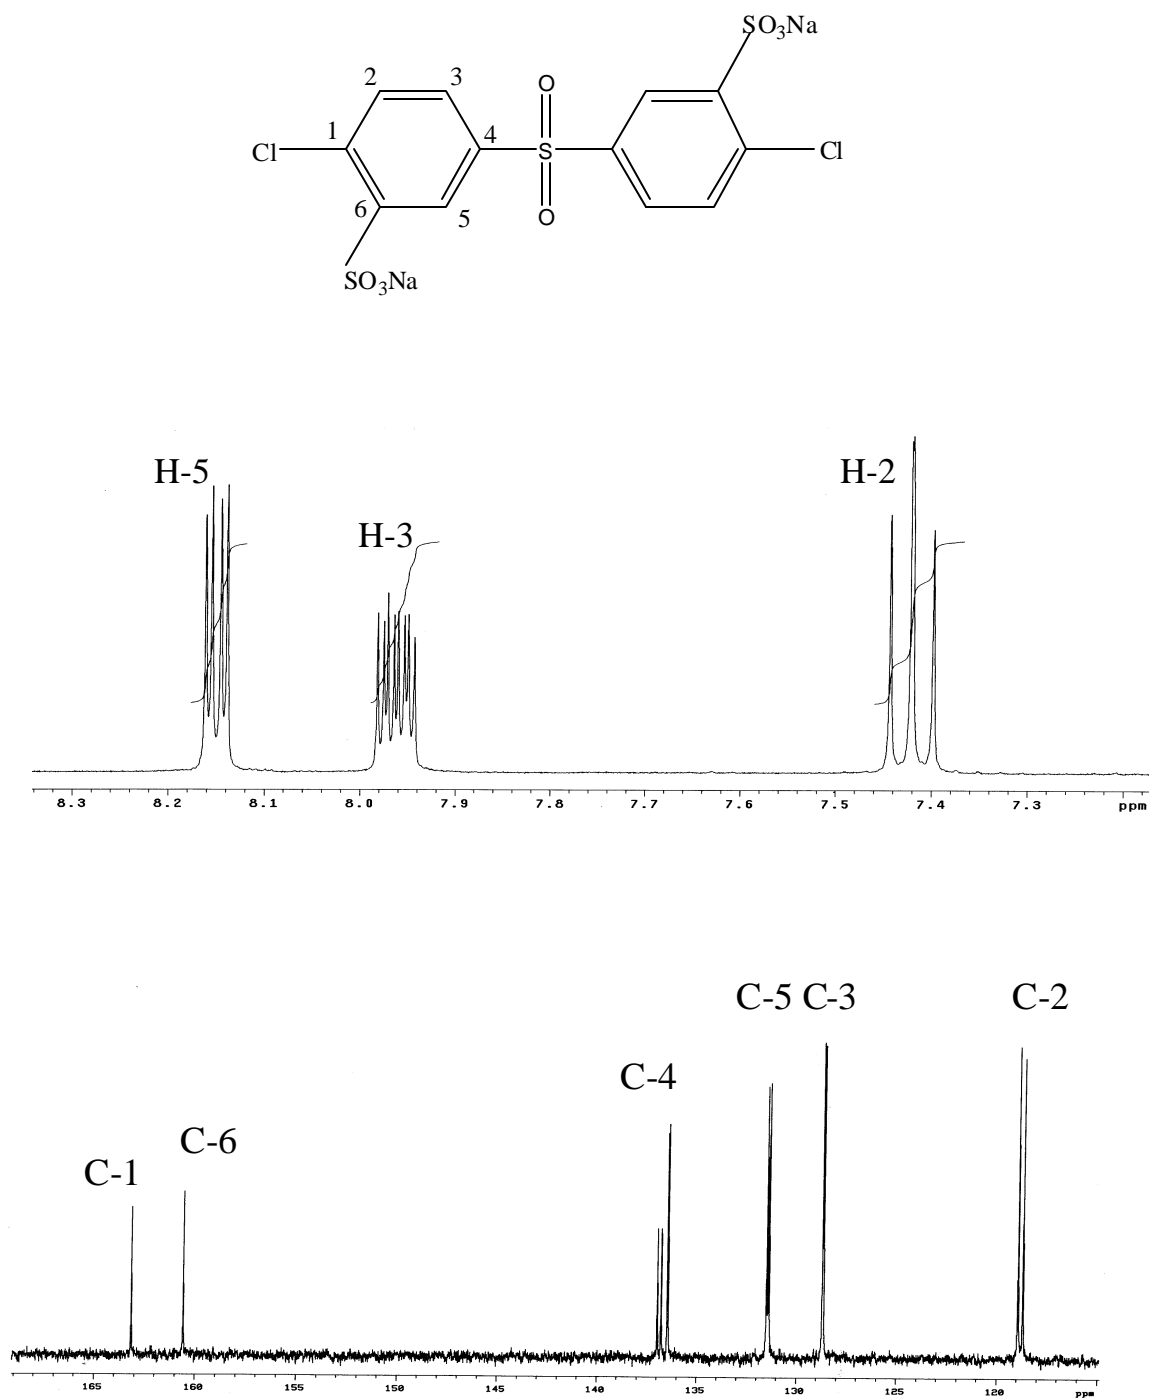 SO3Na
2 3 O
1 4
Cl S Cl
6 5 O
SO3Na
H-5 H-2
H-3
8.3 8.2 8.1 8.0 7.9 7.8 7.7 7.6 7.5 7.4 7.3 ppm
C-5 C-3 C-2
C-4
C-6
C-1
165 160 155 150 145 140 135 130 125 120 ppm